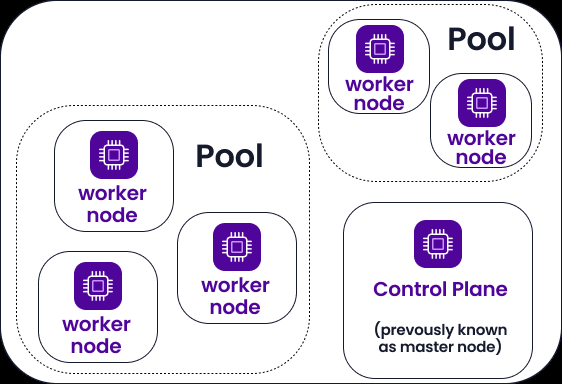 Pool
worker
node
worker
node
Pool
worker
node
worker
node
worker
node
Control Plane
(prevously known
as master node)